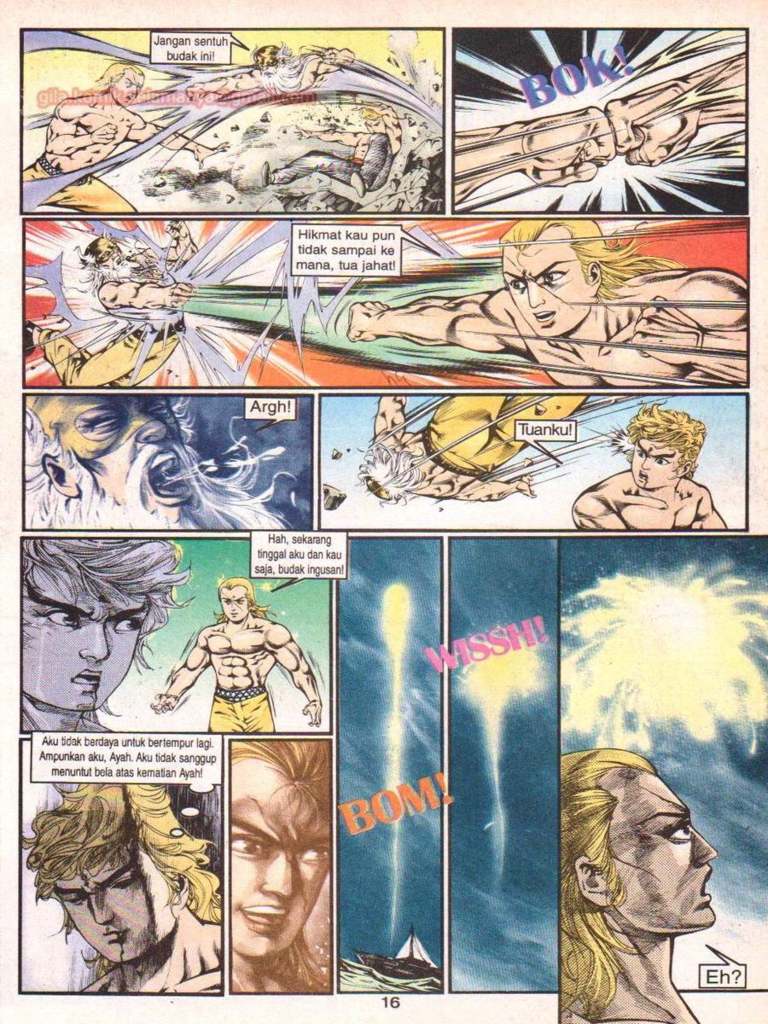 Jangan sentuh
budak ini!
BOK!
Hikmat kau pun
tidak sampai ke
mana, tua jahat!
Argh!
Tuanku!
Hah, sekarang
tinggal aku dan kau
saja, budak ingusan!
Aku tidak berdaya untuk bertempur lagi.
Ampunkan aku, Ayah. Aku tidak sanggup
menuntut bela atas kematian Ayah!
BOM!
WISSH!
Eh?
16